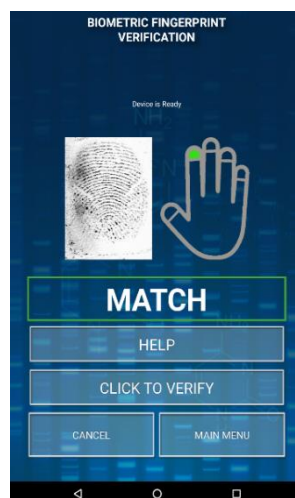 BIOMETRIC FINGERPRINT
VERIFICATION
Device is Ready
MATCH
HELP
CLICK TO VERIFY
CANCEL
MAIN MENU